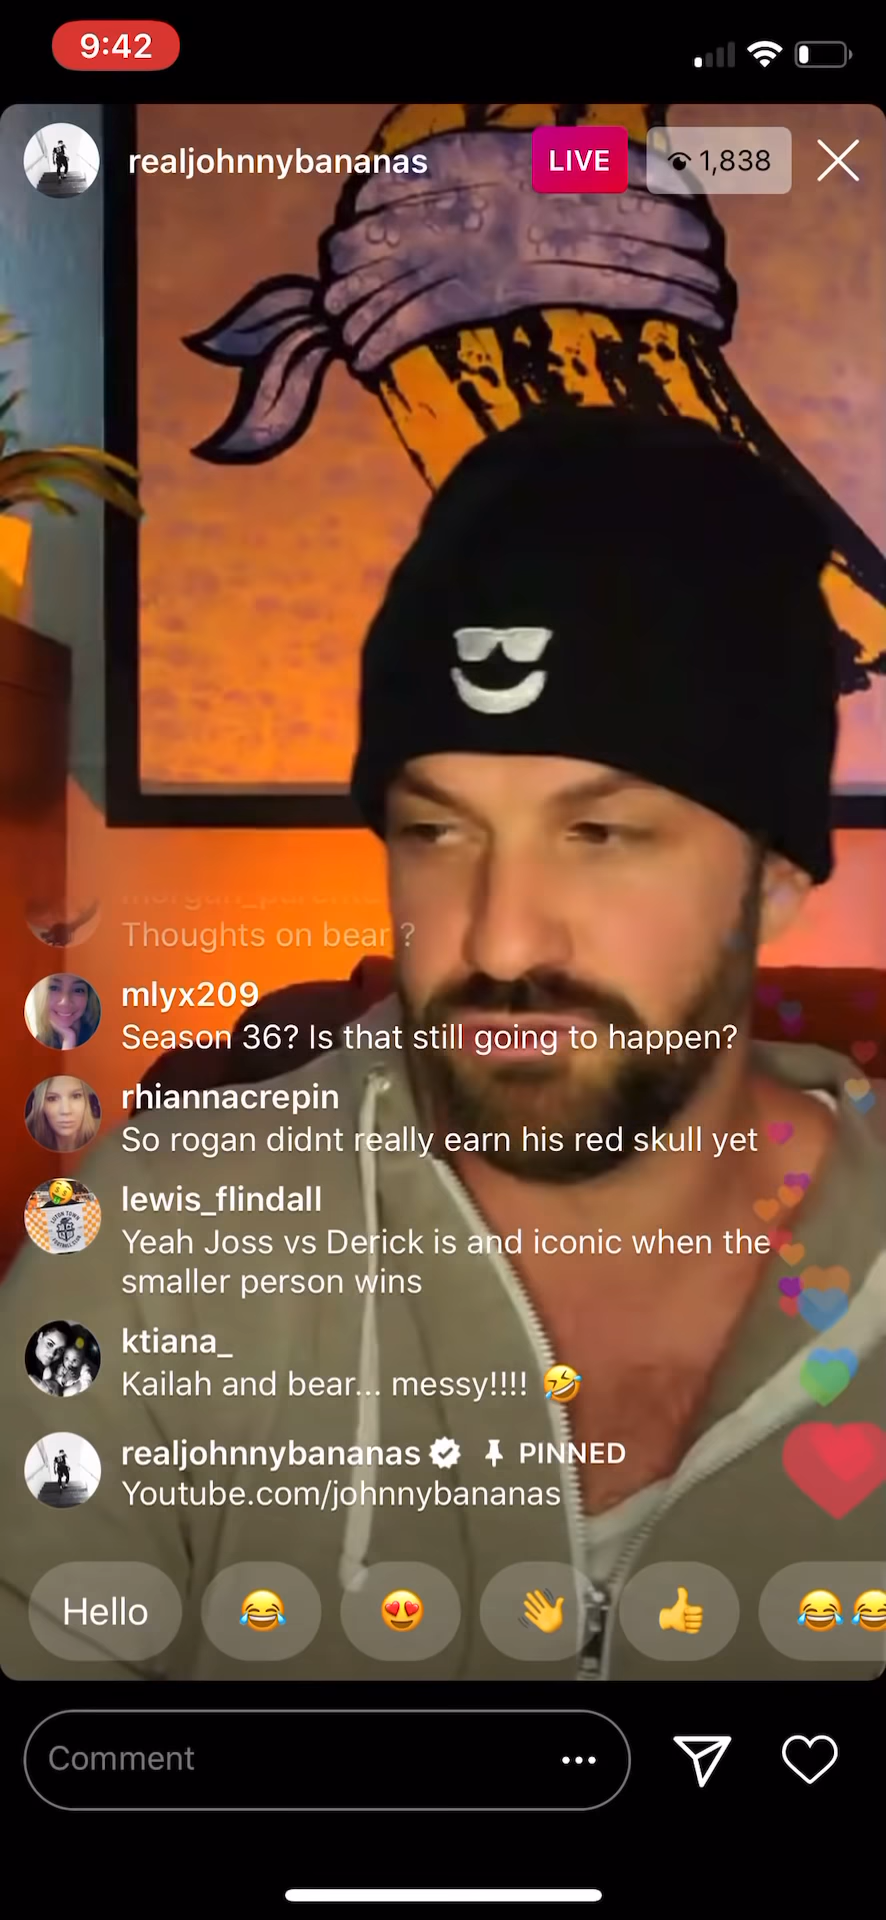 9:42
realjohnnybananas
LIVE
1,838
Thoughts on bear ?
mlyx209
Season 36? Is that still going to happen?
rhiannacrepin
So rogan didnt really earn his red skull yet
lewis_flindall
Yeah Joss vs Derick is and iconic when the
smaller person wins
ktiana_
Kailah and bear... messy!!!! 🤣
realjohnnybananas PINNED
Youtube.com/johnnybananas
Hello 😂 😍 👋 👍 😂😂
Comment